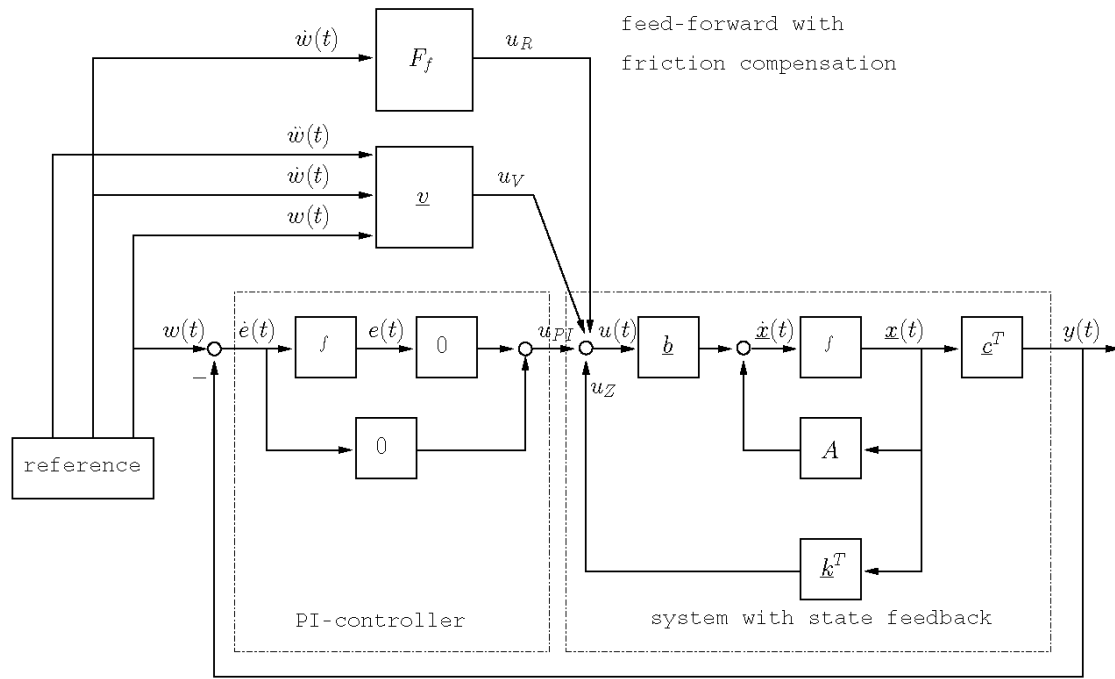 feed-forward with
friction compensation
ẇ(t)
F_f
u_R
ẅ(t)
ẇ(t)
w(t)
v
u_V
w(t)
−
ė(t)
∫
e(t)
0
u_PI
0
u(t)
u_Z
b
ẋ(t)
∫
x(t)
c^T
y(t)
A
k^T
reference
PI-controller
system with state feedback